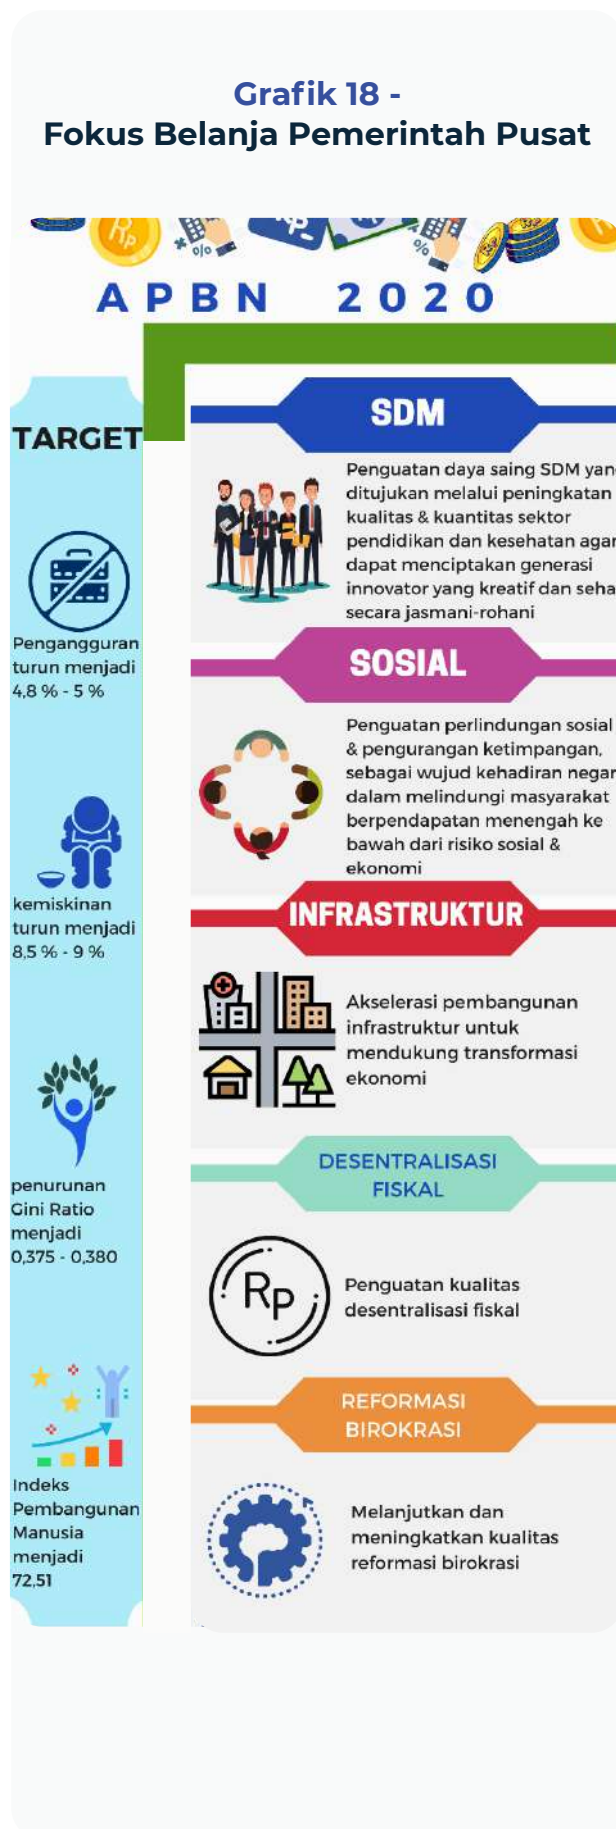 Grafik 18 -
Fokus Belanja Pemerintah Pusat
APBN 2020
TARGET
Pengangguran
turun menjadi
4,8 % - 5 %
kemiskinan
turun menjadi
8,5 % - 9 %
penurunan
Gini Ratio
menjadi
0,375 - 0,380
Indeks
Pembangunan
Manusia
menjadi
72,51
SDM
Penguatan daya saing SDM yan
ditujukan melalui peningkatan
kualitas & kuantitas sektor
pendidikan dan kesehatan agar
dapat menciptakan generasi
innovator yang kreatif dan seha
secara jasmani-rohani
SOSIAL
Penguatan perlindungan sosial
& pengurangan ketimpangan,
sebagai wujud kehadiran negar
dalam melindungi masyarakat
berpendapatan menengah ke
bawah dari risiko sosial &
ekonomi
INFRASTRUKTUR
Akselerasi pembangunan
infrastruktur untuk
mendukung transformasi
ekonomi
DESENTRALISASI
FISKAL
Rp
Penguatan kualitas
desentralisasi fiskal
REFORMASI
BIROKRASI
Melanjutkan dan
meningkatkan kualitas
reformasi birokrasi